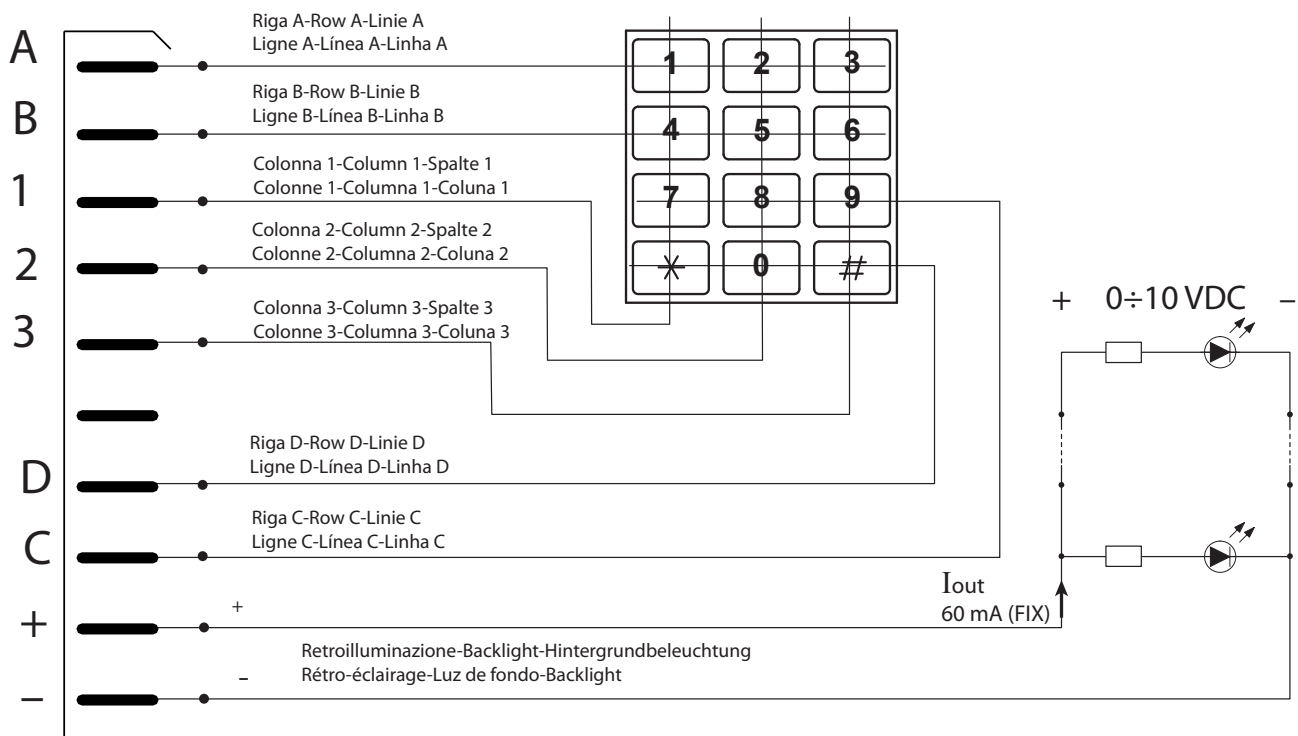 A
Riga A-Row A-Linie A
Ligne A-Línea A-Linha A
B
Riga B-Row B-Linie B
Ligne B-Línea B-Linha B
1
Colonna 1-Column 1-Spalte 1
Colonne 1-Columna 1-Coluna 1
2
Colonna 2-Column 2-Spalte 2
Colonne 2-Columna 2-Coluna 2
3
Colonna 3-Column 3-Spalte 3
Colonne 3-Columna 3-Coluna 3
D
Riga D-Row D-Linie D
Ligne D-Línea D-Linha D
C
Riga C-Row C-Linie C
Ligne C-Línea C-Linha C
+
+
Retroilluminazione-Backlight-Hintergrundbeleuchtung
Rétro-éclairage-Luz de fondo-Backlight
–
–
1 2 3
4 5 6
7 8 9
* 0 #
+ 0÷10 VDC –
Iout
60 mA (FIX)